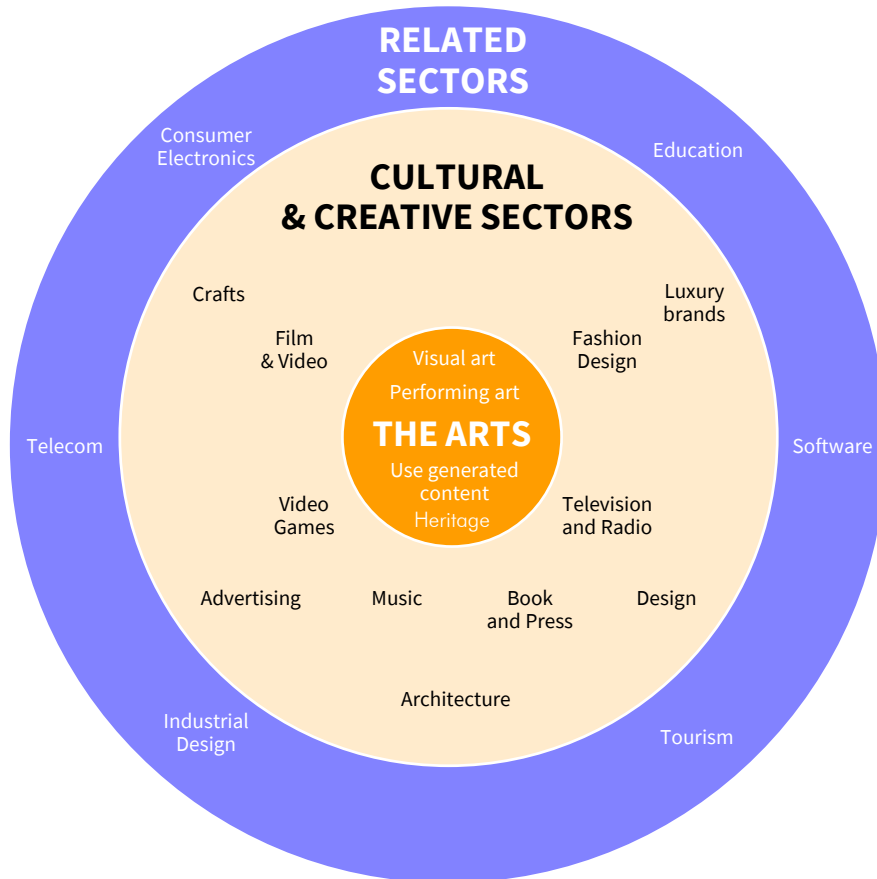 RELATED
SECTORS
Consumer
Electronics
Education
CULTURAL
& CREATIVE SECTORS
Crafts
Luxury
brands
Film
& Video
Fashion
Design
Visual art
Performing art
THE ARTS
Use generated
content
Heritage
Telecom
Software
Video
Games
Television
and Radio
Advertising
Music
Book
and Press
Design
Architecture
Industrial
Design
Tourism